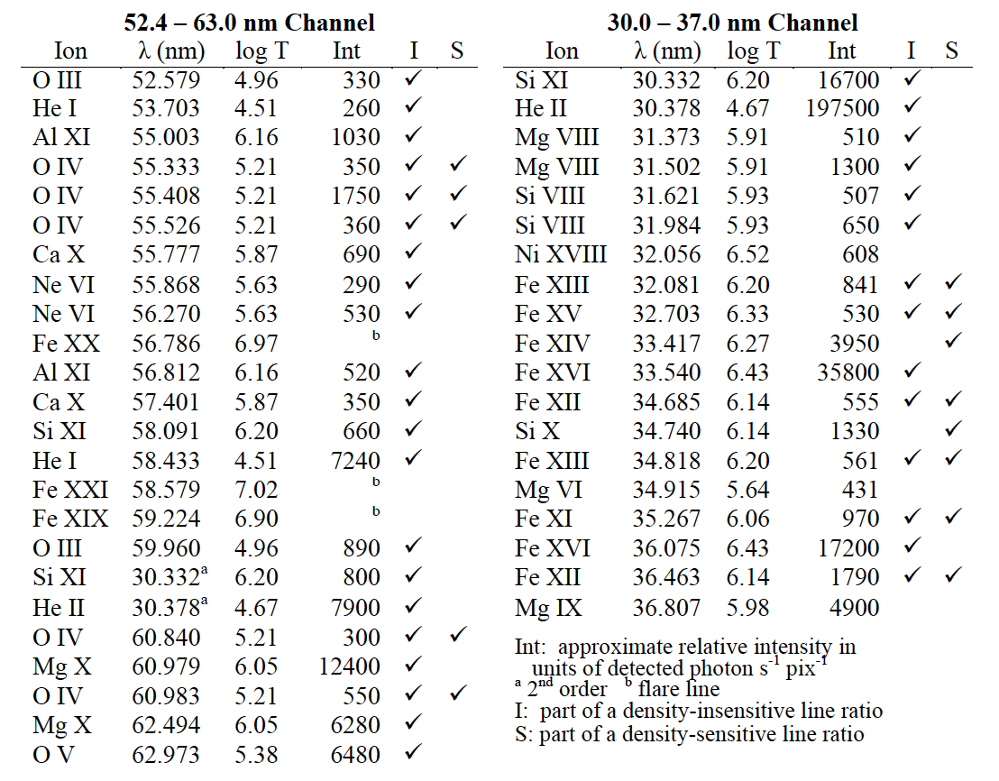 52.4 – 63.0 nm Channel
Ion λ (nm) log T Int I S
O III 52.579 4.96 330 ✓
He I 53.703 4.51 260 ✓
Al XI 55.003 6.16 1030 ✓
O IV 55.333 5.21 350 ✓ ✓
O IV 55.408 5.21 1750 ✓ ✓
O IV 55.526 5.21 360 ✓ ✓
Ca X 55.777 5.87 690 ✓
Ne VI 55.868 5.63 290 ✓
Ne VI 56.270 5.63 530 ✓
Fe XX 56.786 6.97 b
Al XI 56.812 6.16 520 ✓
Ca X 57.401 5.87 350 ✓
Si XI 58.091 6.20 660 ✓
He I 58.433 4.51 7240 ✓
Fe XXI 58.579 7.02 b
Fe XIX 59.224 6.90 b
O III 59.960 4.96 890 ✓
Si XI 30.332a 6.20 800 ✓
He II 30.378a 4.67 7900 ✓
O IV 60.840 5.21 300 ✓ ✓
Mg X 60.979 6.05 12400 ✓
O IV 60.983 5.21 550 ✓ ✓
Mg X 62.494 6.05 6280 ✓
O V 62.973 5.38 6480 ✓
30.0 – 37.0 nm Channel
Ion λ (nm) log T Int I S
Si XI 30.332 6.20 16700 ✓
He II 30.378 4.67 197500 ✓
Mg VIII 31.373 5.91 510 ✓
Mg VIII 31.502 5.91 1300 ✓
Si VIII 31.621 5.93 507 ✓
Si VIII 31.984 5.93 650 ✓
Ni XVIII 32.056 6.52 608
Fe XIII 32.081 6.20 841 ✓ ✓
Fe XV 32.703 6.33 530 ✓ ✓
Fe XIV 33.417 6.27 3950 ✓
Fe XVI 33.540 6.43 35800 ✓
Fe XII 34.685 6.14 555 ✓ ✓
Si X 34.740 6.14 1330 ✓
Fe XIII 34.818 6.20 561 ✓ ✓
Mg VI 34.915 5.64 431
Fe XI 35.267 6.06 970 ✓ ✓
Fe XVI 36.075 6.43 17200 ✓
Fe XII 36.463 6.14 1790 ✓ ✓
Mg IX 36.807 5.98 4900
Int: approximate relative intensity in
units of detected photon s-1 pix-1
a 2nd order b flare line
I: part of a density-insensitive line ratio
S: part of a density-sensitive line ratio